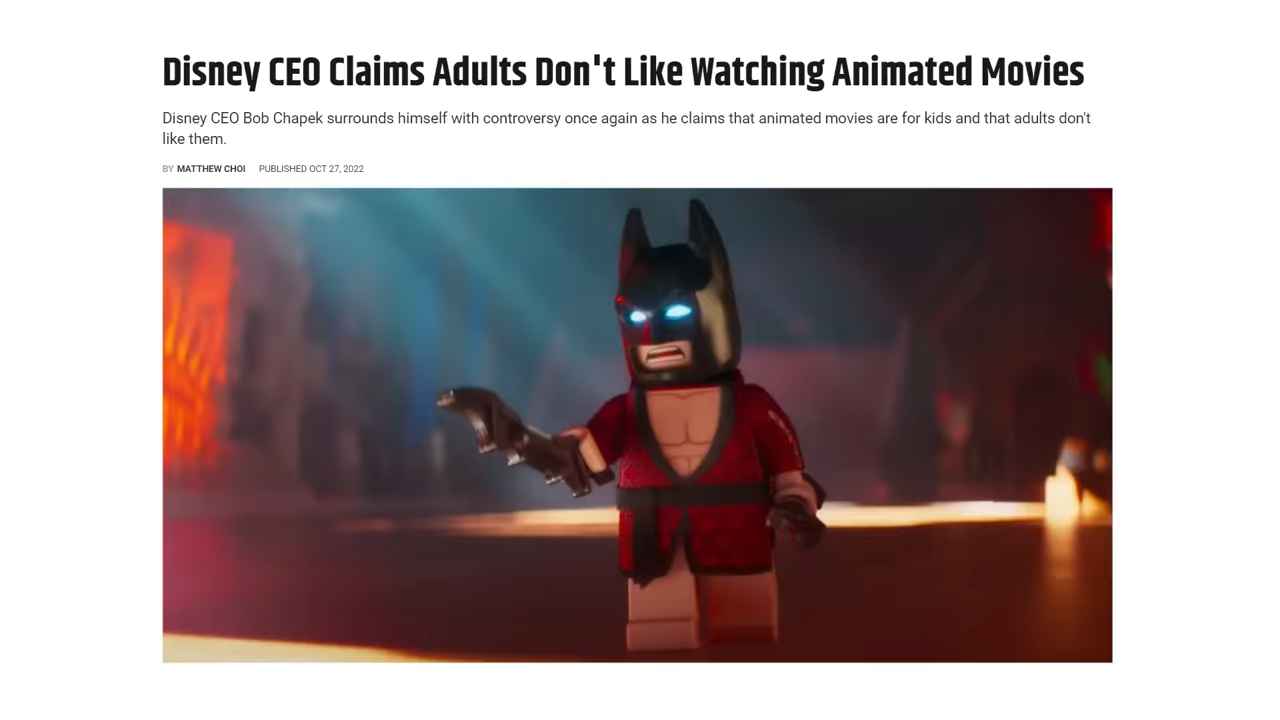 Disney CEO Claims Adults Don't Like Watching Animated Movies
Disney CEO Bob Chapek surrounds himself with controversy once again as he claims that animated movies are for kids and that adults don't
like them.
BY MATTHEW CHOI PUBLISHED OCT 27, 2022